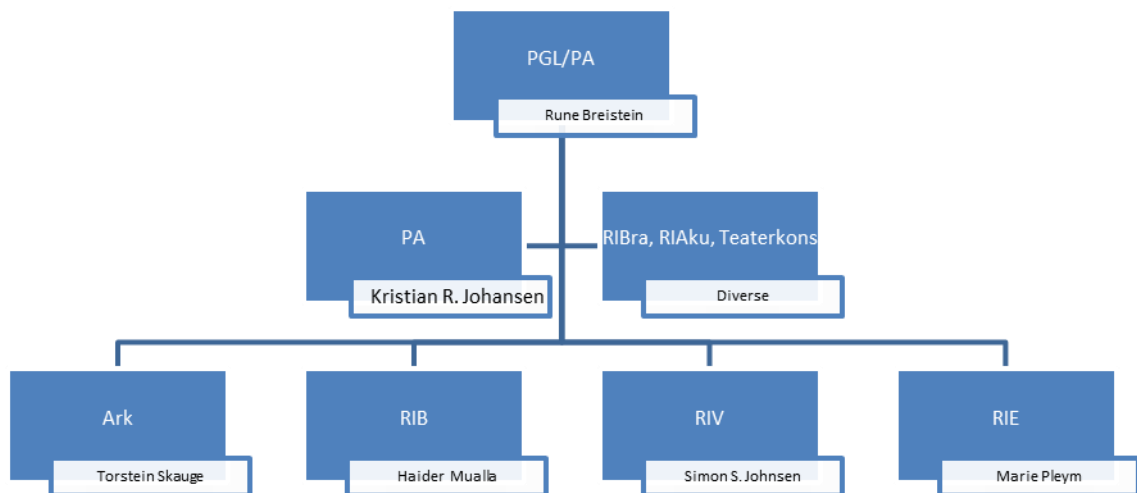 PGL/PA
Rune Breistein
PA
Kristian R. Johansen
RIBra, RIAku, Teaterkons
Diverse
Ark
Torstein Skauge
RIB
Haider Mualla
RIV
Simon S. Johnsen
RIE
Marie Pleym